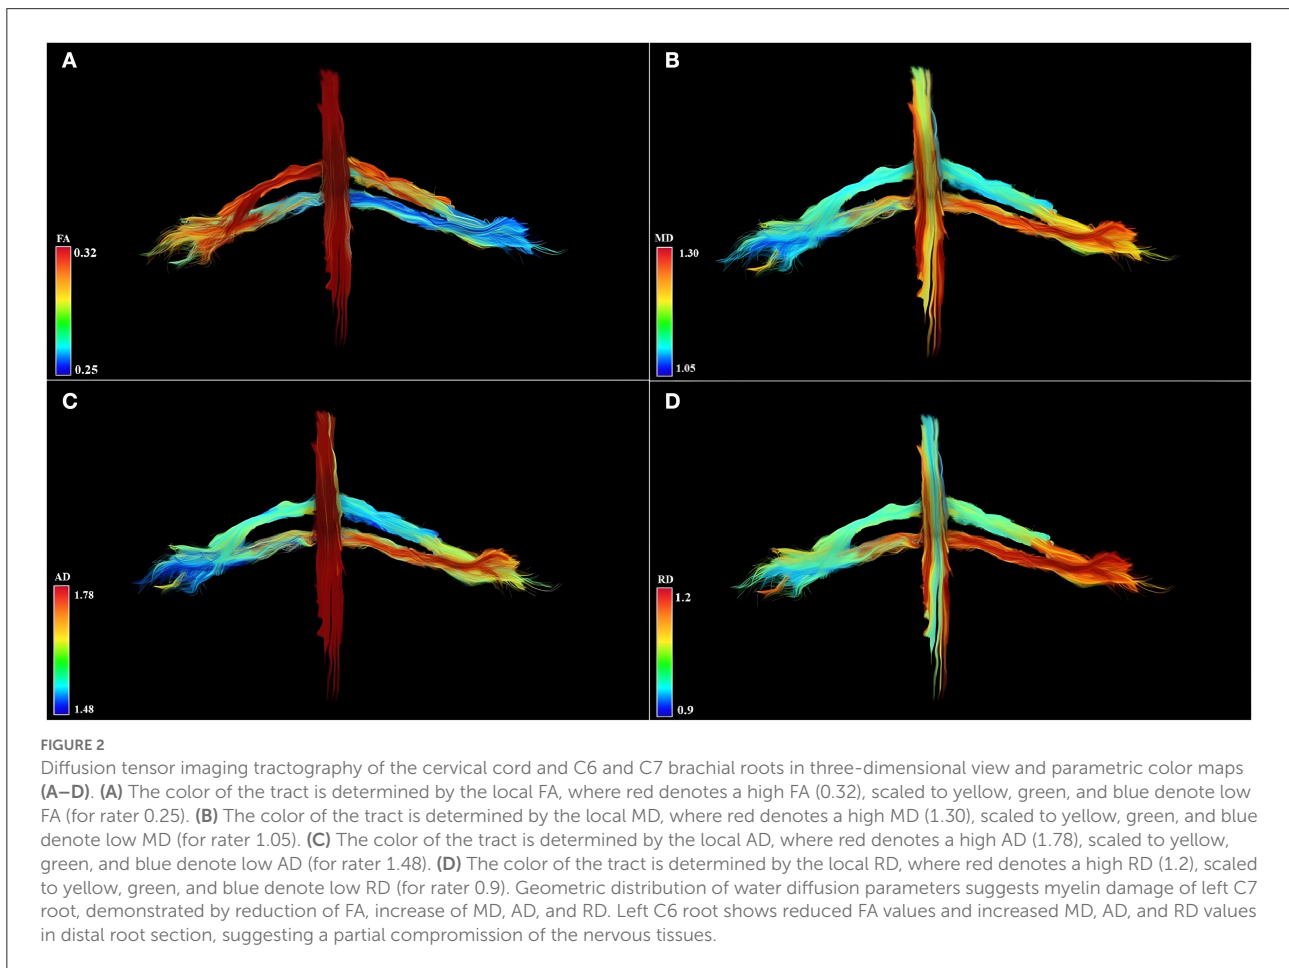 A
B
FA
0.32
0.25
MD
1.30
1.05
C
D
AD
1.78
1.48
RD
1.2
0.9
FIGURE 2
Diffusion tensor imaging tractography of the cervical cord and C6 and C7 brachial roots in three-dimensional view and parametric color maps
(A–D). (A) The color of the tract is determined by the local FA, where red denotes a high FA (0.32), scaled to yellow, green, and blue denote low
FA (for rater 0.25). (B) The color of the tract is determined by the local MD, where red denotes a high MD (1.30), scaled to yellow, green, and blue
denote low MD (for rater 1.05). (C) The color of the tract is determined by the local AD, where red denotes a high AD (1.78), scaled to yellow,
green, and blue denote low AD (for rater 1.48). (D) The color of the tract is determined by the local RD, where red denotes a high RD (1.2), scaled
to yellow, green, and blue denote low RD (for rater 0.9). Geometric distribution of water diffusion parameters suggests myelin damage of left C7
root, demonstrated by reduction of FA, increase of MD, AD, and RD. Left C6 root shows reduced FA values and increased MD, AD, and RD values
in distal root section, suggesting a partial compromission of the nervous tissues.